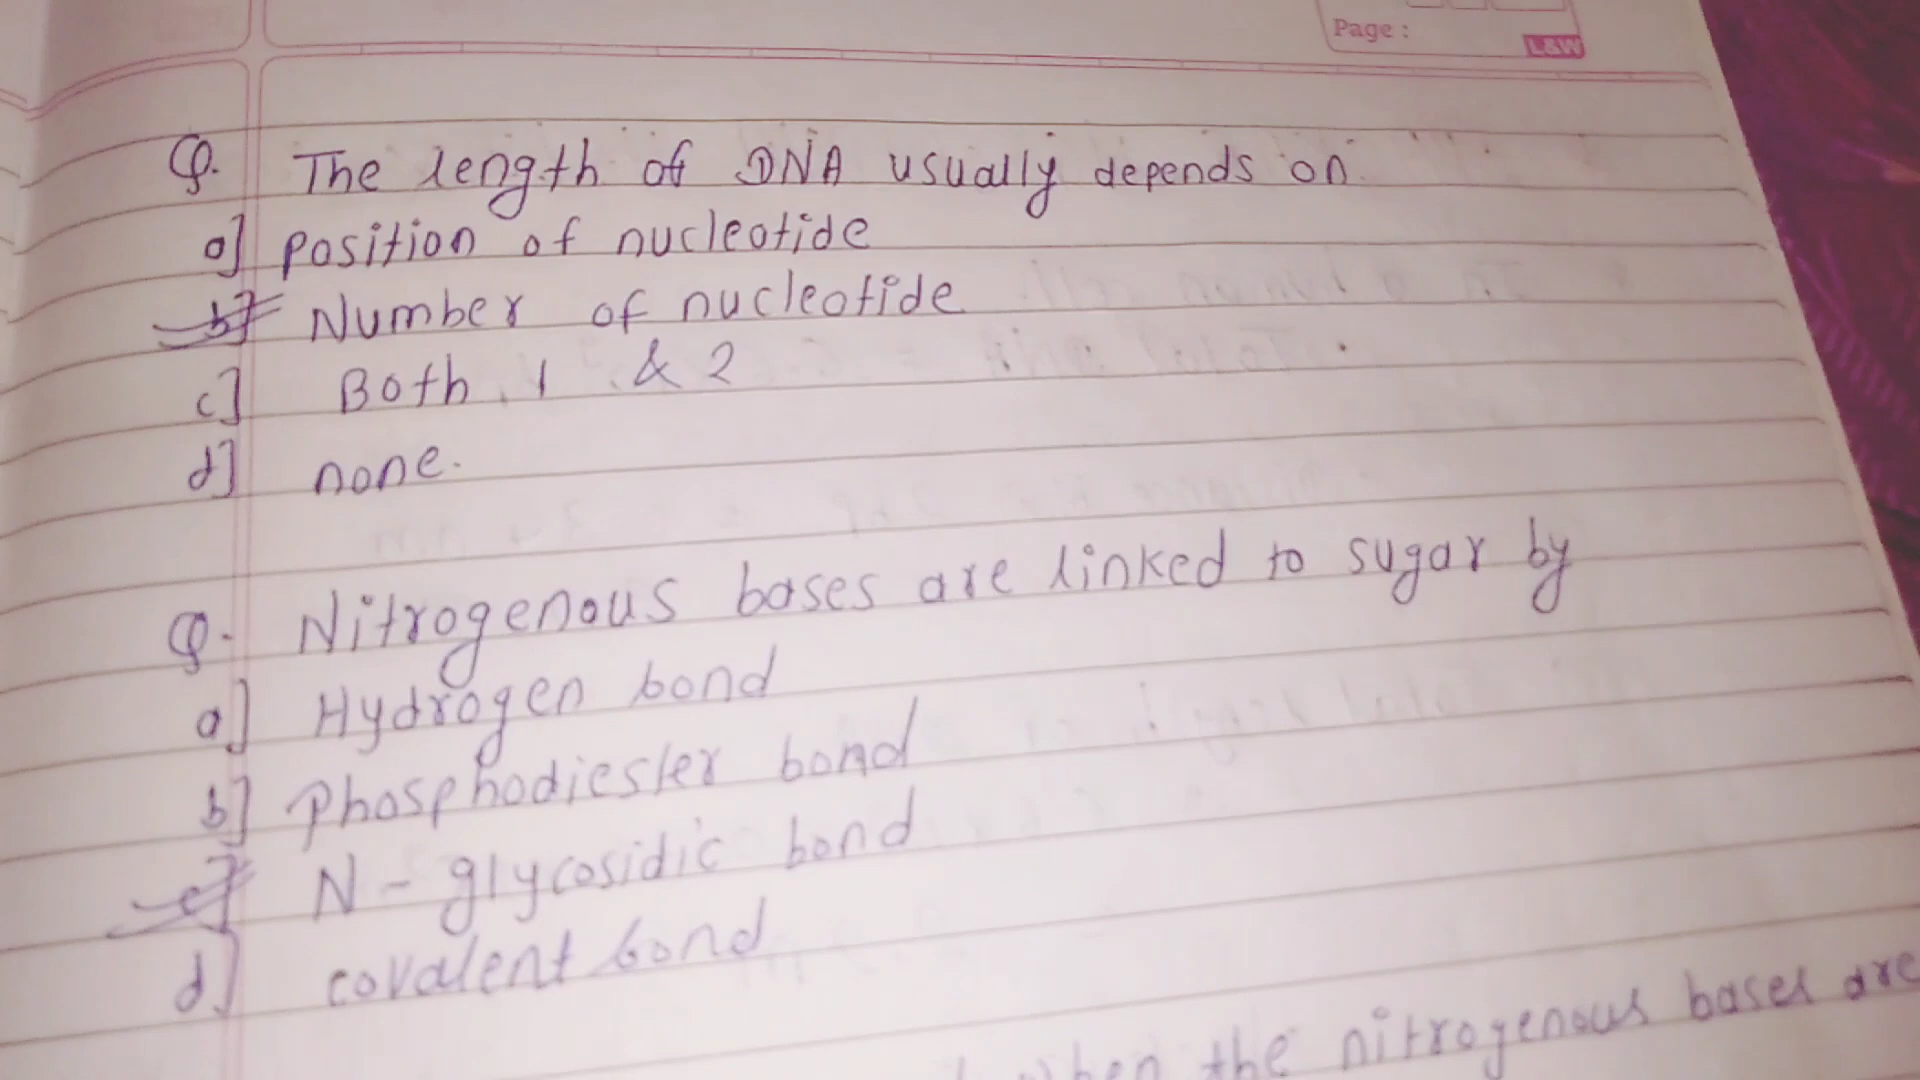 Page :
L&W
Q. The length of DNA usually depends on.
a] position of nucleotide
b] Number of nucleotide
c] Both 1 & 2
d] none.
Q. Nitrogenous bases are linked to sugar by
a] Hydrogen bond
b] phosphodiester bond
c] N-glycosidic bond
d] covalent bond
when the nitrogenous bases are